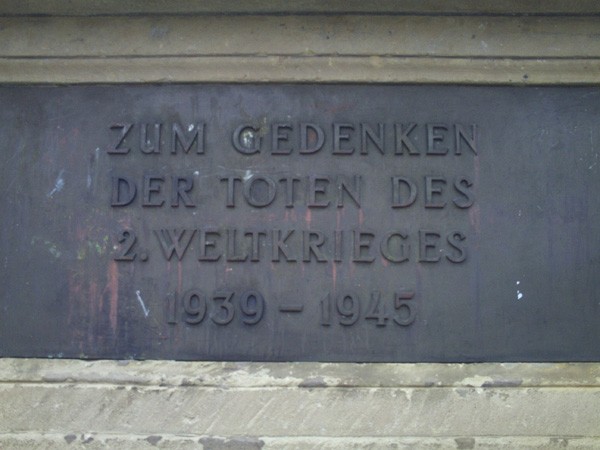 ZUM GEDENKEN
DER TOTEN DES
2. WELTKRIEGES
1939 - 1945